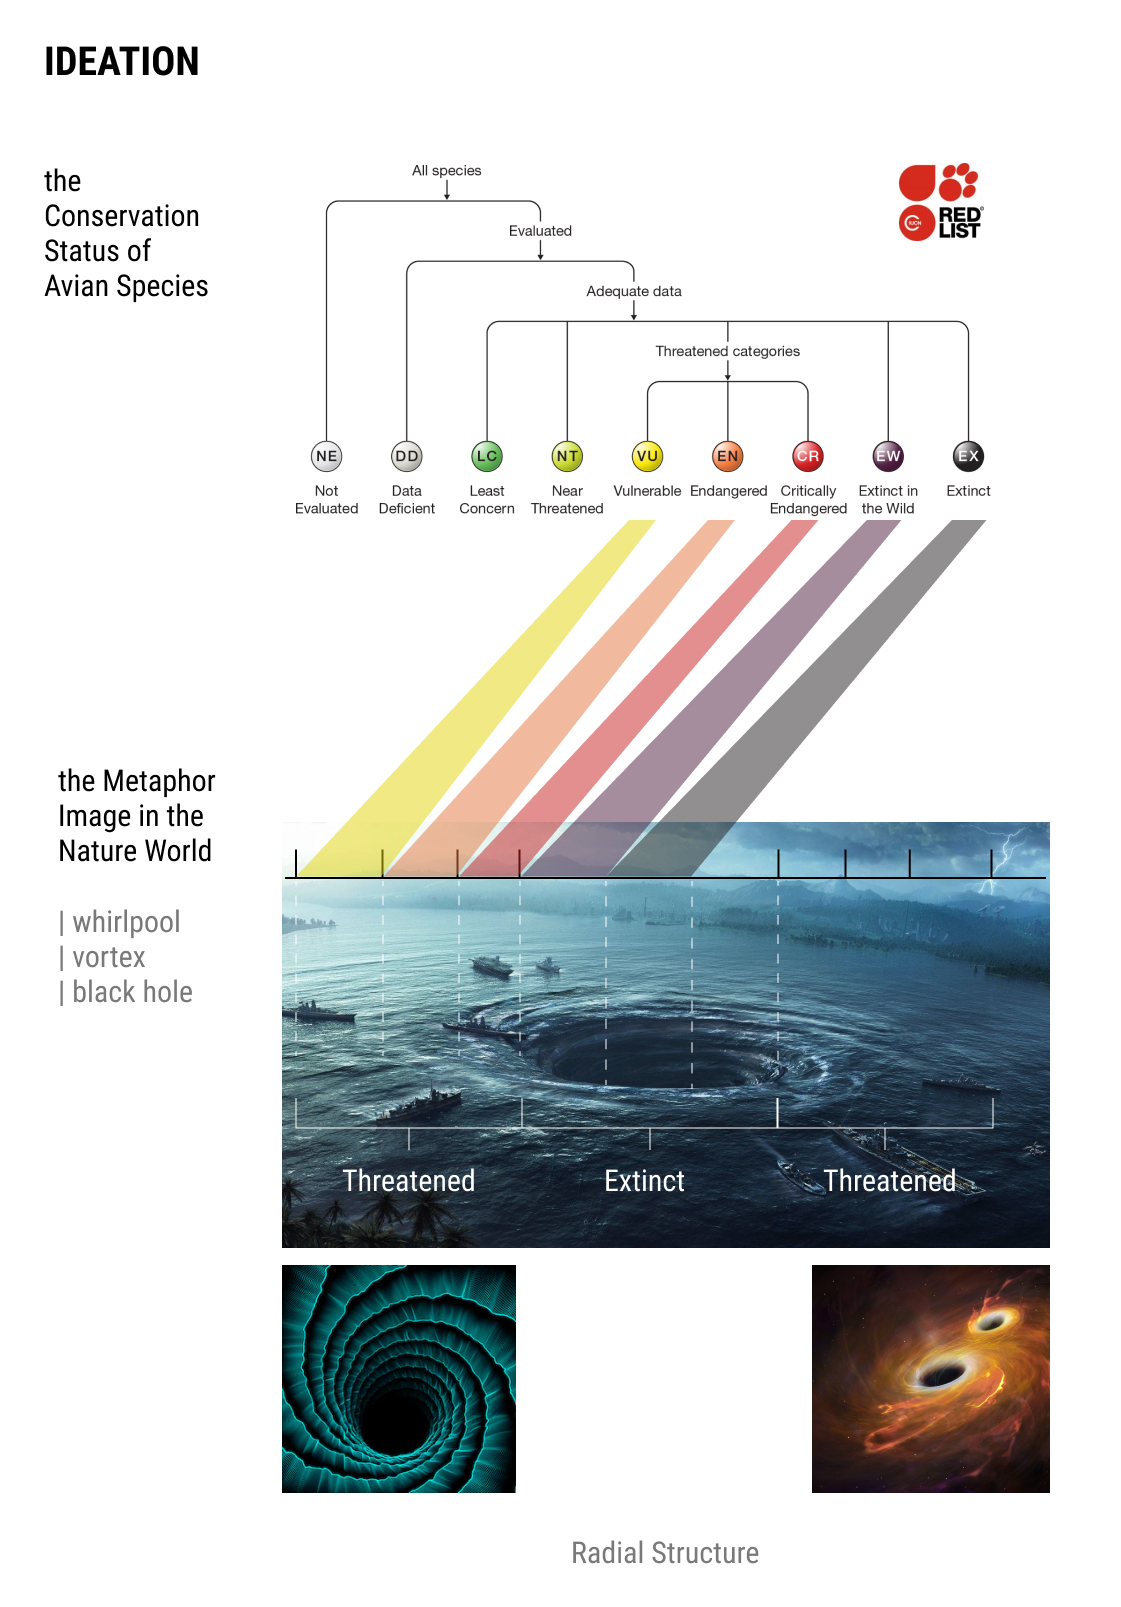 IDEATION
the
Conservation
Status of
Avian Species
All species
Evaluated
Adequate data
Threatened categories
IUCN
RED
LIST
NE
DD
LC
NT
VU
EN
CR
EW
EX
Not
Evaluated
Data
Deficient
Least
Concern
Near
Threatened
Vulnerable
Endangered
Critically
Endangered
Extinct in
the Wild
Extinct
the Metaphor
Image in the
Nature World
| whirlpool
| vortex
| black hole
Threatened
Extinct
Threatened
Radial Structure